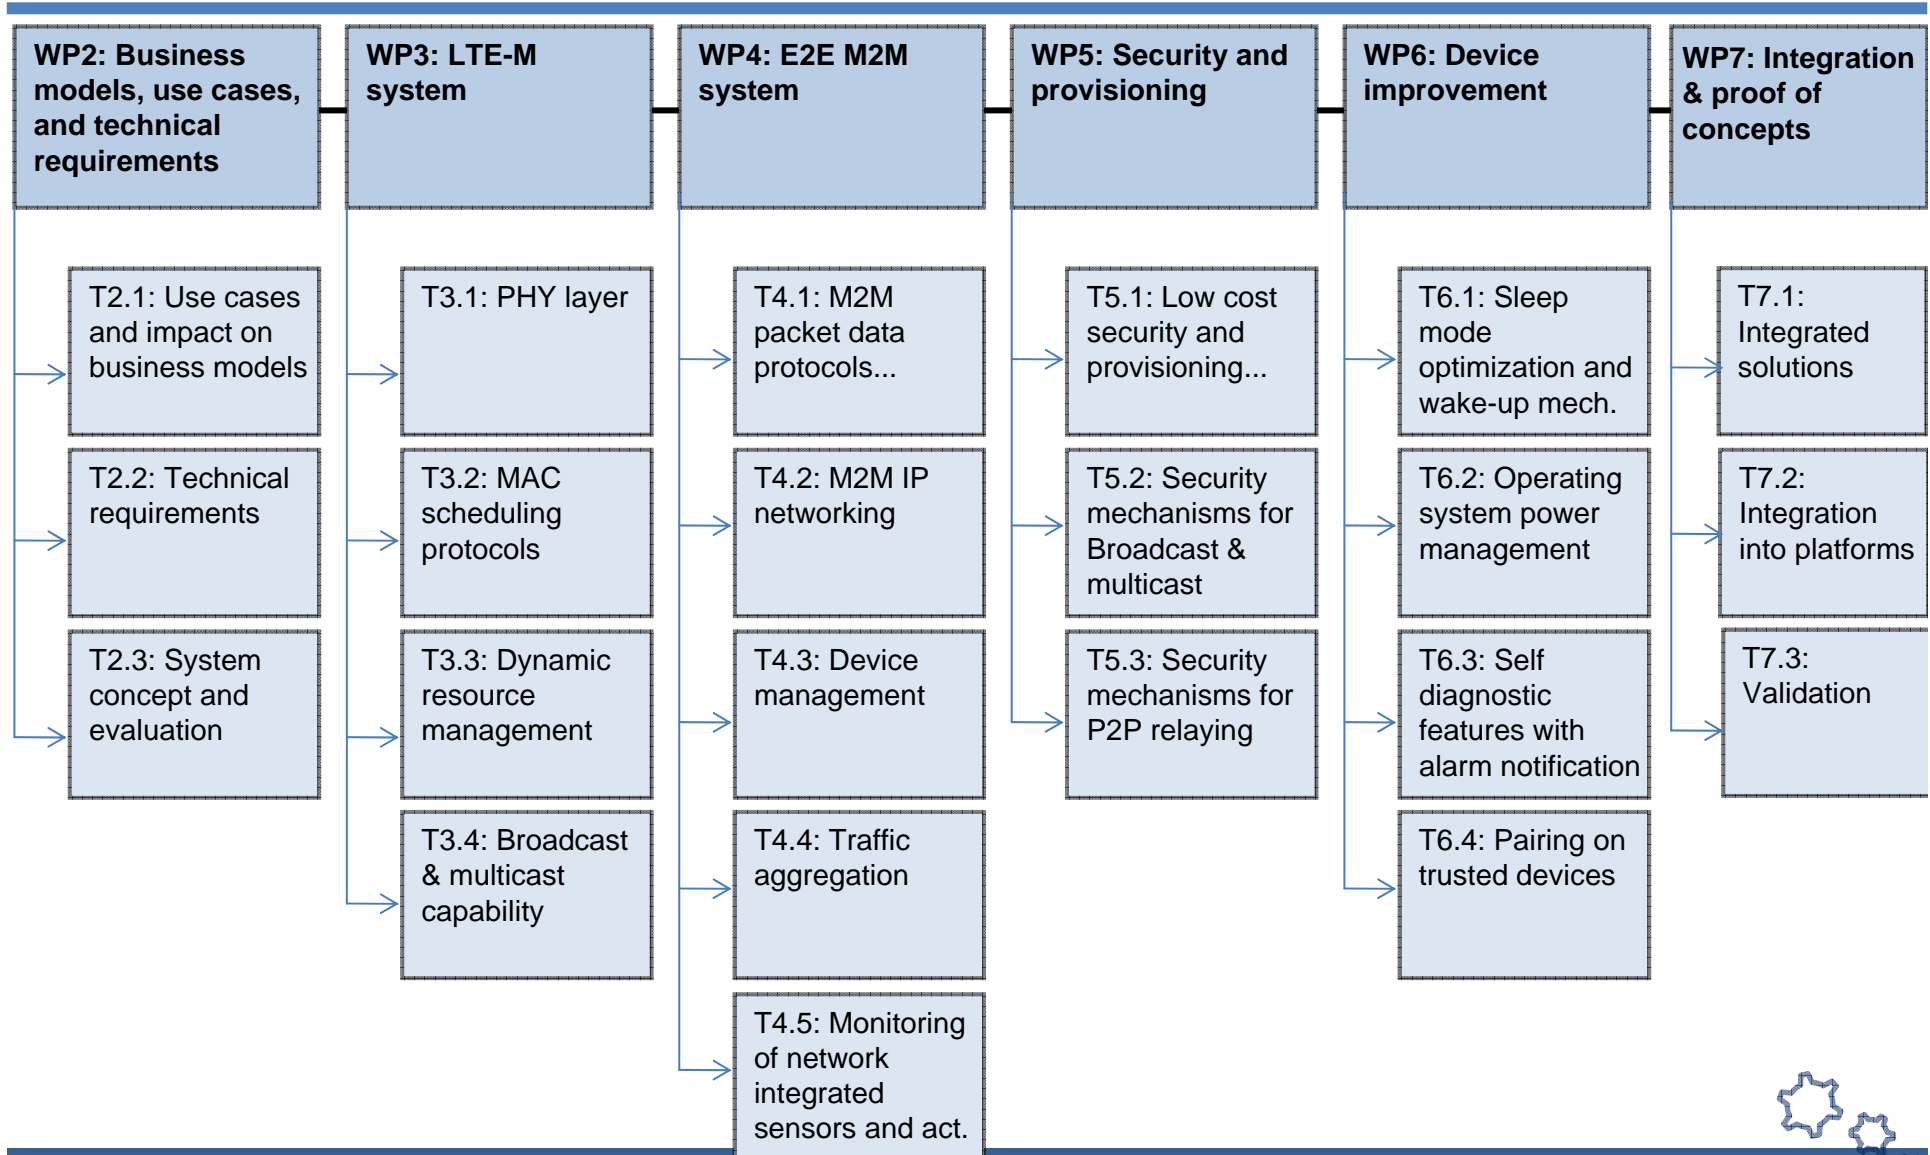 WP2: Business
models, use cases,
and technical
requirements
WP3: LTE-M
system
WP4: E2E M2M
system
WP5: Security and
provisioning
WP6: Device
improvement
WP7: Integration
& proof of
concepts
T2.1: Use cases
and impact on
business models
T2.2: Technical
requirements
T2.3: System
concept and
evaluation
T3.1: PHY layer
T3.2: MAC
scheduling
protocols
T3.3: Dynamic
resource
management
T3.4: Broadcast
& multicast
capability
T4.1: M2M
packet data
protocols...
T4.2: M2M IP
networking
T4.3: Device
management
T4.4: Traffic
aggregation
T4.5: Monitoring
of network
integrated
sensors and act.
T5.1: Low cost
security and
provisioning...
T5.2: Security
mechanisms for
Broadcast &
multicast
T5.3: Security
mechanisms for
P2P relaying
T6.1: Sleep
mode
optimization and
wake-up mech.
T6.2: Operating
system power
management
T6.3: Self
diagnostic
features with
alarm notification
T6.4: Pairing on
trusted devices
T7.1:
Integrated
solutions
T7.2:
Integration
into platforms
T7.3:
Validation